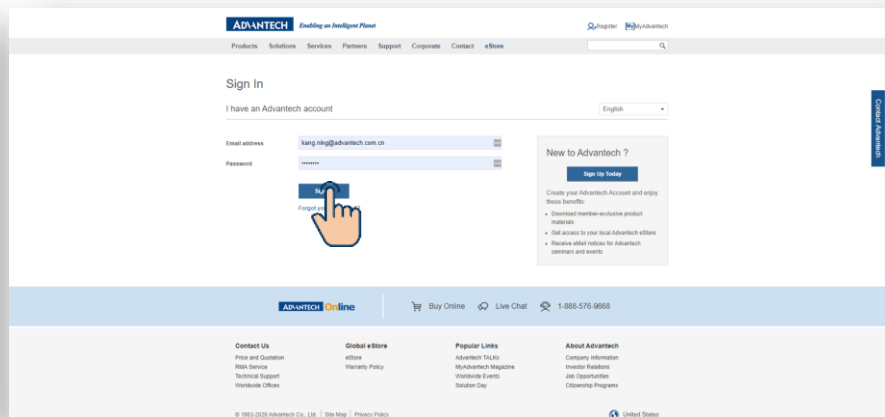 ADVANTECH Enabling an Intelligent Planet
Register MyAdvantech
Products Solutions Services Partners Support Corporate Contact eStore
Sign In
I have an Advantech account
English
Email address kang.ning@advantech.com.cn
Password ••••••••
Forgot
New to Advantech ?
Sign Up Today
Create your Advantech Account and enjoy
these benefits:
• Download member-exclusive product
materials
• Get access to your local Advantech eStore
• Receive eMail notices for Advantech
seminars and events
Contact Advantech
ADVANTECH Online Buy Online Live Chat 1-888-576-9668
Contact Us Global eStore Popular Links About Advantech
Price and Quotation eStore Advantech TALKs Company Information
RMA Service Warranty Policy MyAdvantech Magazine Investor Relations
Technical Support Worldwide Events Job Opportunities
Worldwide Offices Solution Day Citizenship Programs
© 1983-2026 Advantech Co., Ltd. | Site Map | Privacy Policy United States